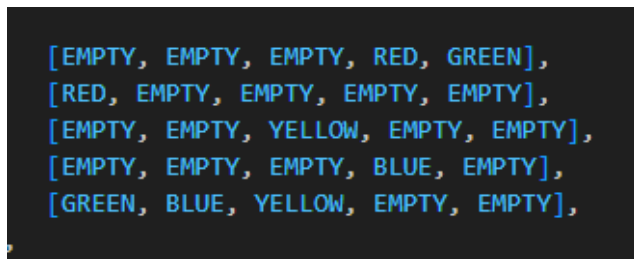 [EMPTY, EMPTY, EMPTY, RED, GREEN],
[RED, EMPTY, EMPTY, EMPTY, EMPTY],
[EMPTY, EMPTY, YELLOW, EMPTY, EMPTY],
[EMPTY, EMPTY, EMPTY, BLUE, EMPTY],
[GREEN, BLUE, YELLOW, EMPTY, EMPTY],
,